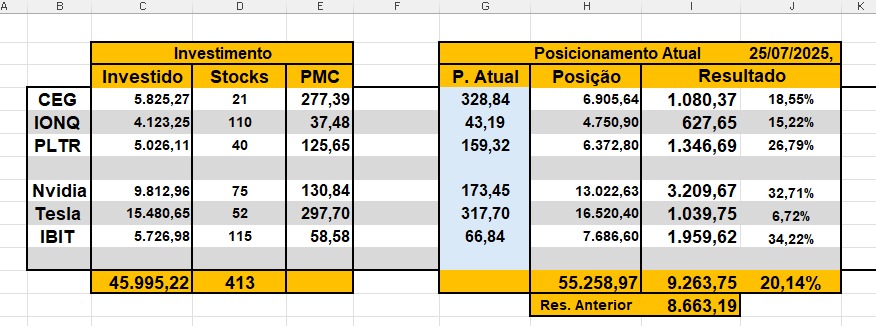 A B C D E F G H I J K
Investimento Posicionamento Atual 25/07/2025,
Investido Stocks PMC P. Atual Posição Resultado
CEG 5.825,27 21 277,39 328,84 6.905,64 1.080,37 18,55%
IONQ 4.123,25 110 37,48 43,19 4.750,90 627,65 15,22%
PLTR 5.026,11 40 125,65 159,32 6.372,80 1.346,69 26,79%
Nvidia 9.812,96 75 130,84 173,45 13.022,63 3.209,67 32,71%
Tesla 15.480,65 52 297,70 317,70 16.520,40 1.039,75 6,72%
IBIT 5.726,98 115 58,58 66,84 7.686,60 1.959,62 34,22%
45.995,22 413 55.258,97 9.263,75 20,14%
Res. Anterior 8.663,19